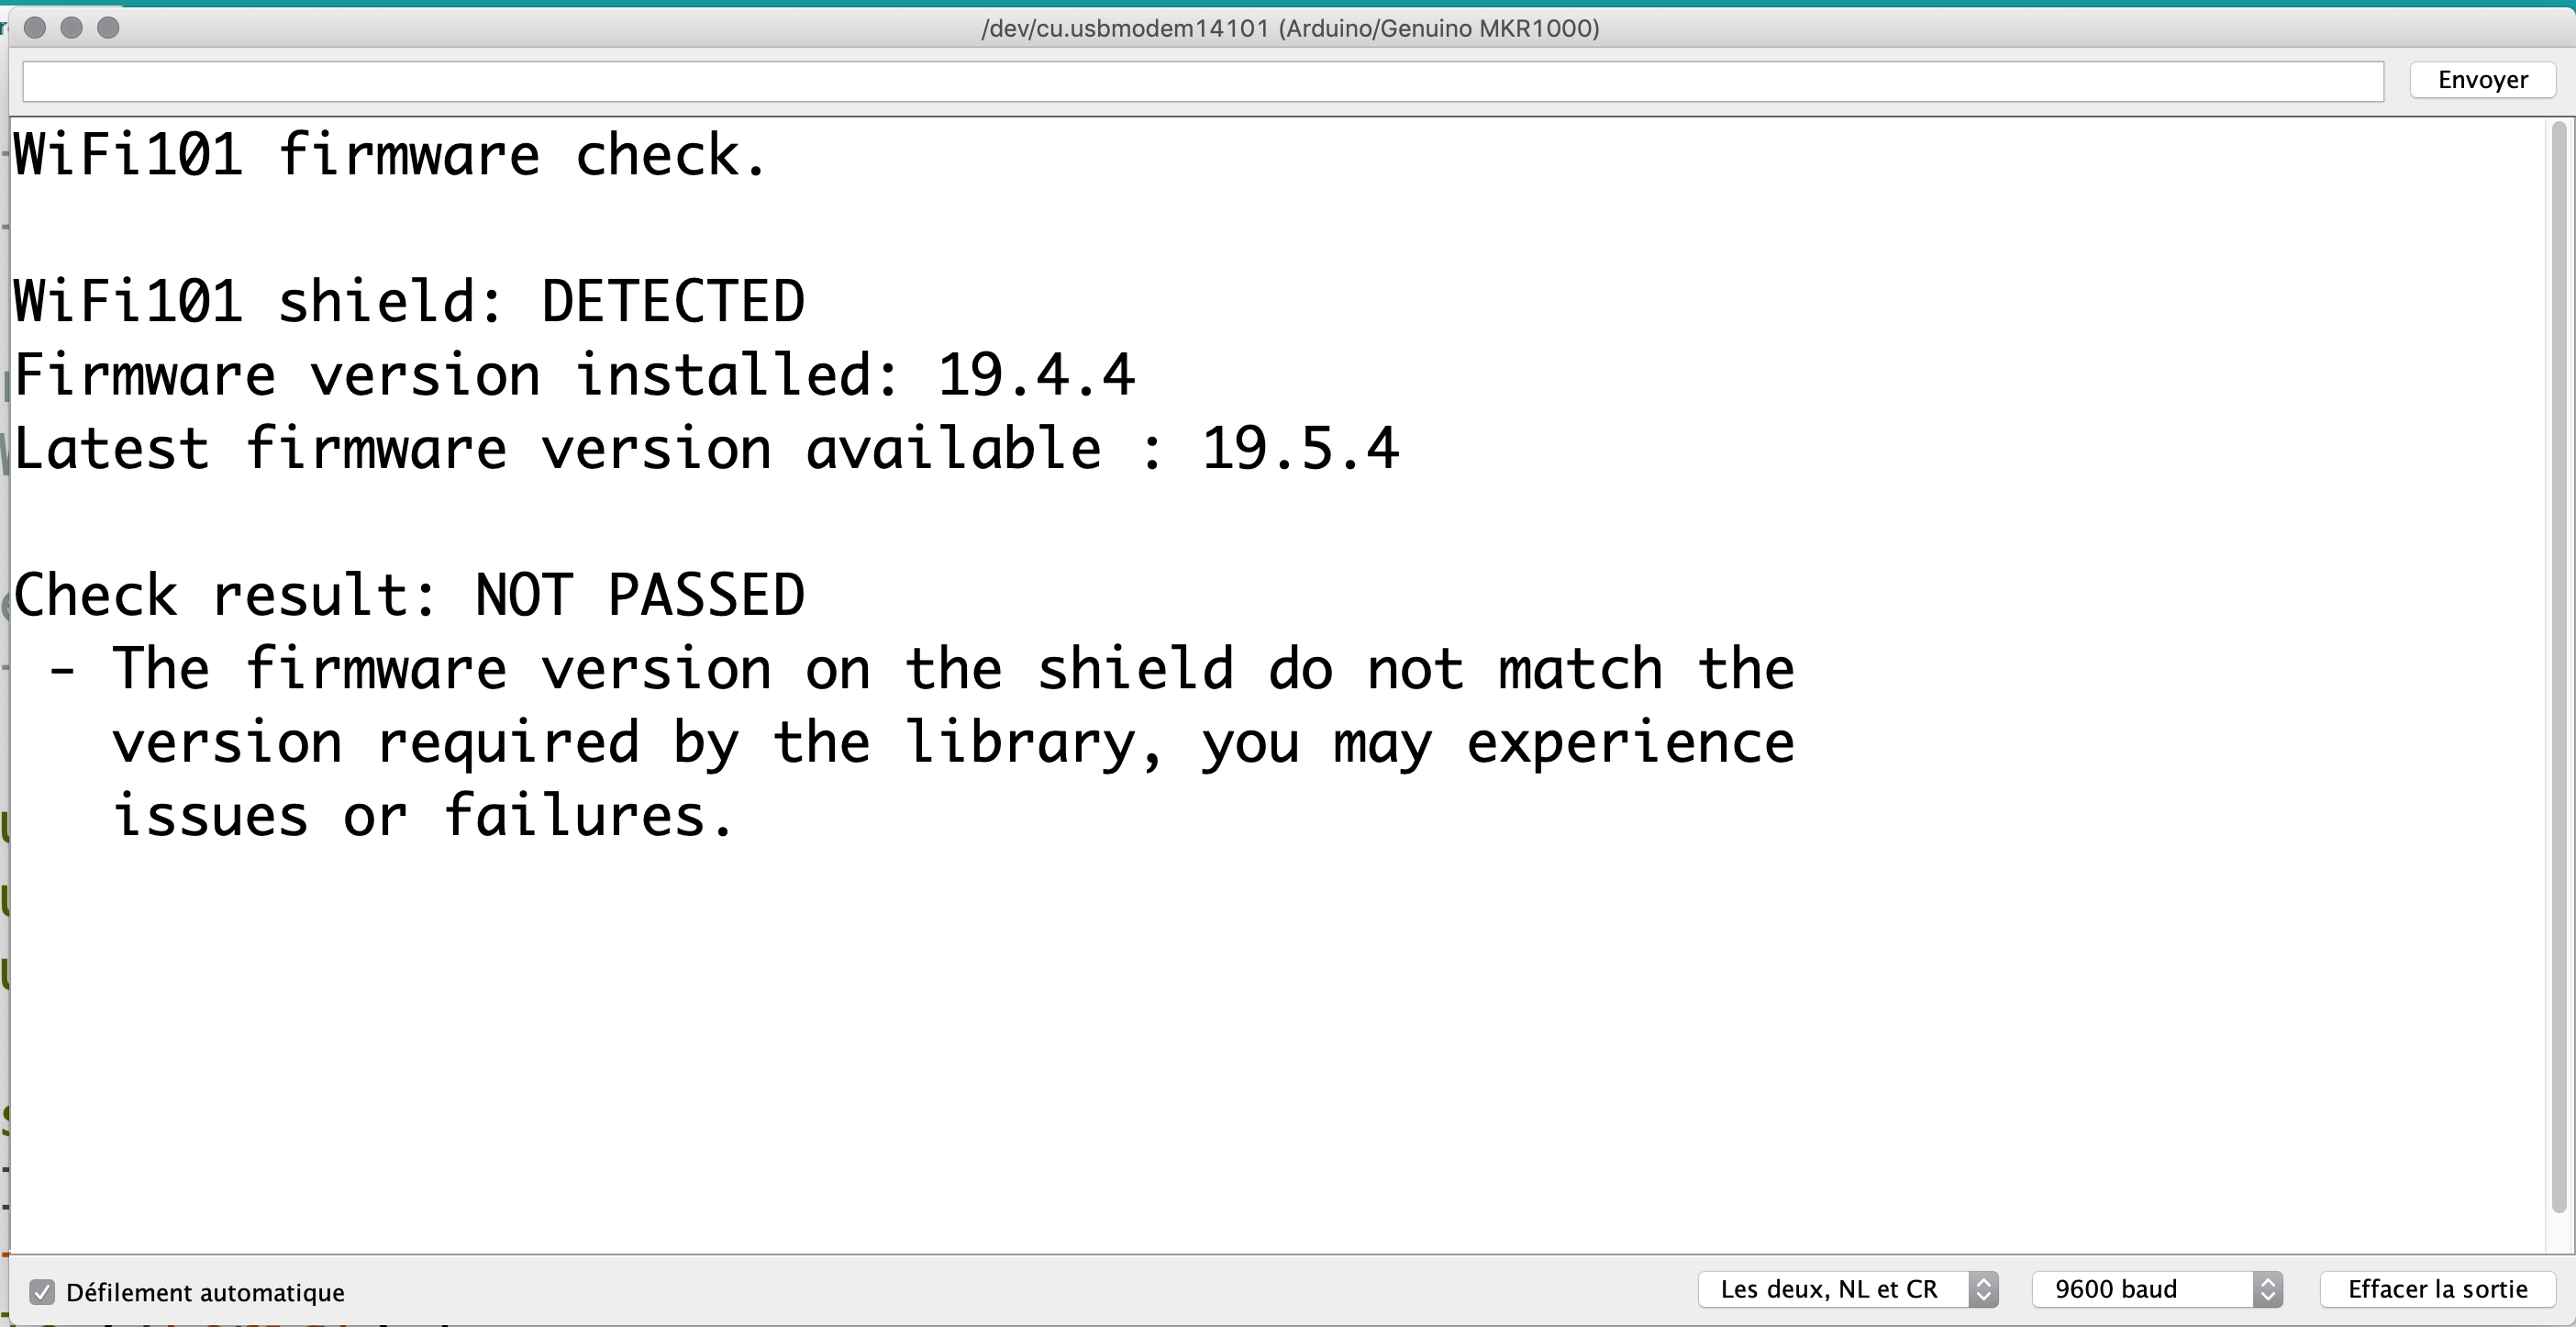 /dev/cu.usbmodem14101 (Arduino/Genuino MKR1000)
Envoyer
WiFi101 firmware check.
WiFi101 shield: DETECTED
Firmware version installed: 19.4.4
Latest firmware version available : 19.5.4
Check result: NOT PASSED
- The firmware version on the shield do not match the
version required by the library, you may experience
issues or failures.
Défilement automatique
Les deux, NL et CR
9600 baud
Effacer la sortie